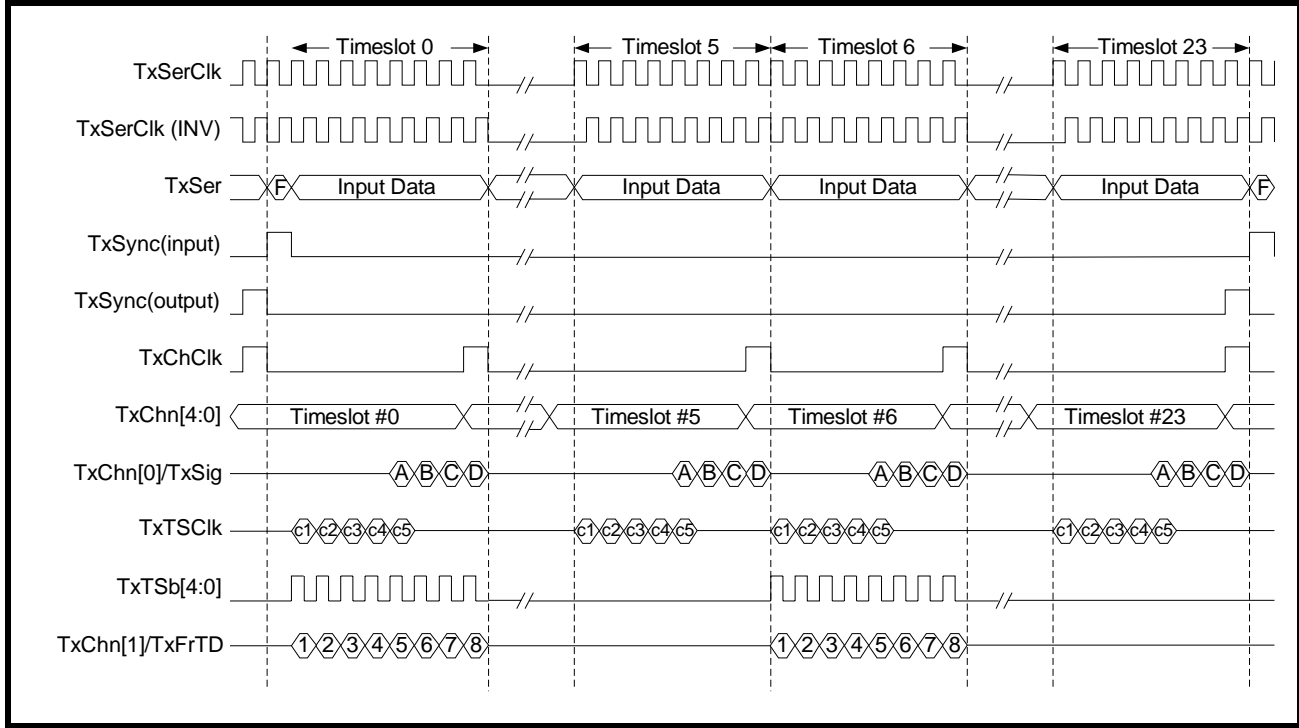 Timeslot 0 Timeslot 5 Timeslot 6 Timeslot 23
TxSerClk
TxSerClk (INV)
TxSer F Input Data Input Data Input Data Input Data F
TxSync(input)
TxSync(output)
TxChClk
TxChn[4:0] Timeslot #0 Timeslot #5 Timeslot #6 Timeslot #23
TxChn[0]/TxSig A B C D A B C D A B C D A B C D
TxTSClk c1 c2 c3 c4 c5 c1 c2 c3 c4 c5 c1 c2 c3 c4 c5 c1 c2 c3 c4 c5
TxTSb[4:0]
TxChn[1]/TxFrTD 1 2 3 4 5 6 7 8 1 2 3 4 5 6 7 8